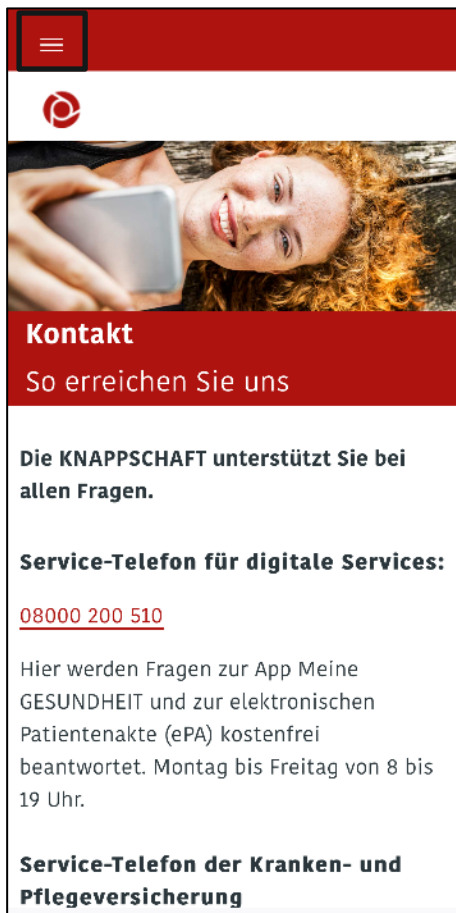 Kontakt
So erreichen Sie uns
Die KNAPPSCHAFT unterstützt Sie bei
allen Fragen.
Service-Telefon für digitale Services:
08000 200 510
Hier werden Fragen zur App Meine
GESUNDHEIT und zur elektronischen
Patientenakte (ePA) kostenfrei
beantwortet. Montag bis Freitag von 8 bis
19 Uhr.
Service-Telefon der Kranken- und
Pflegeversicherung